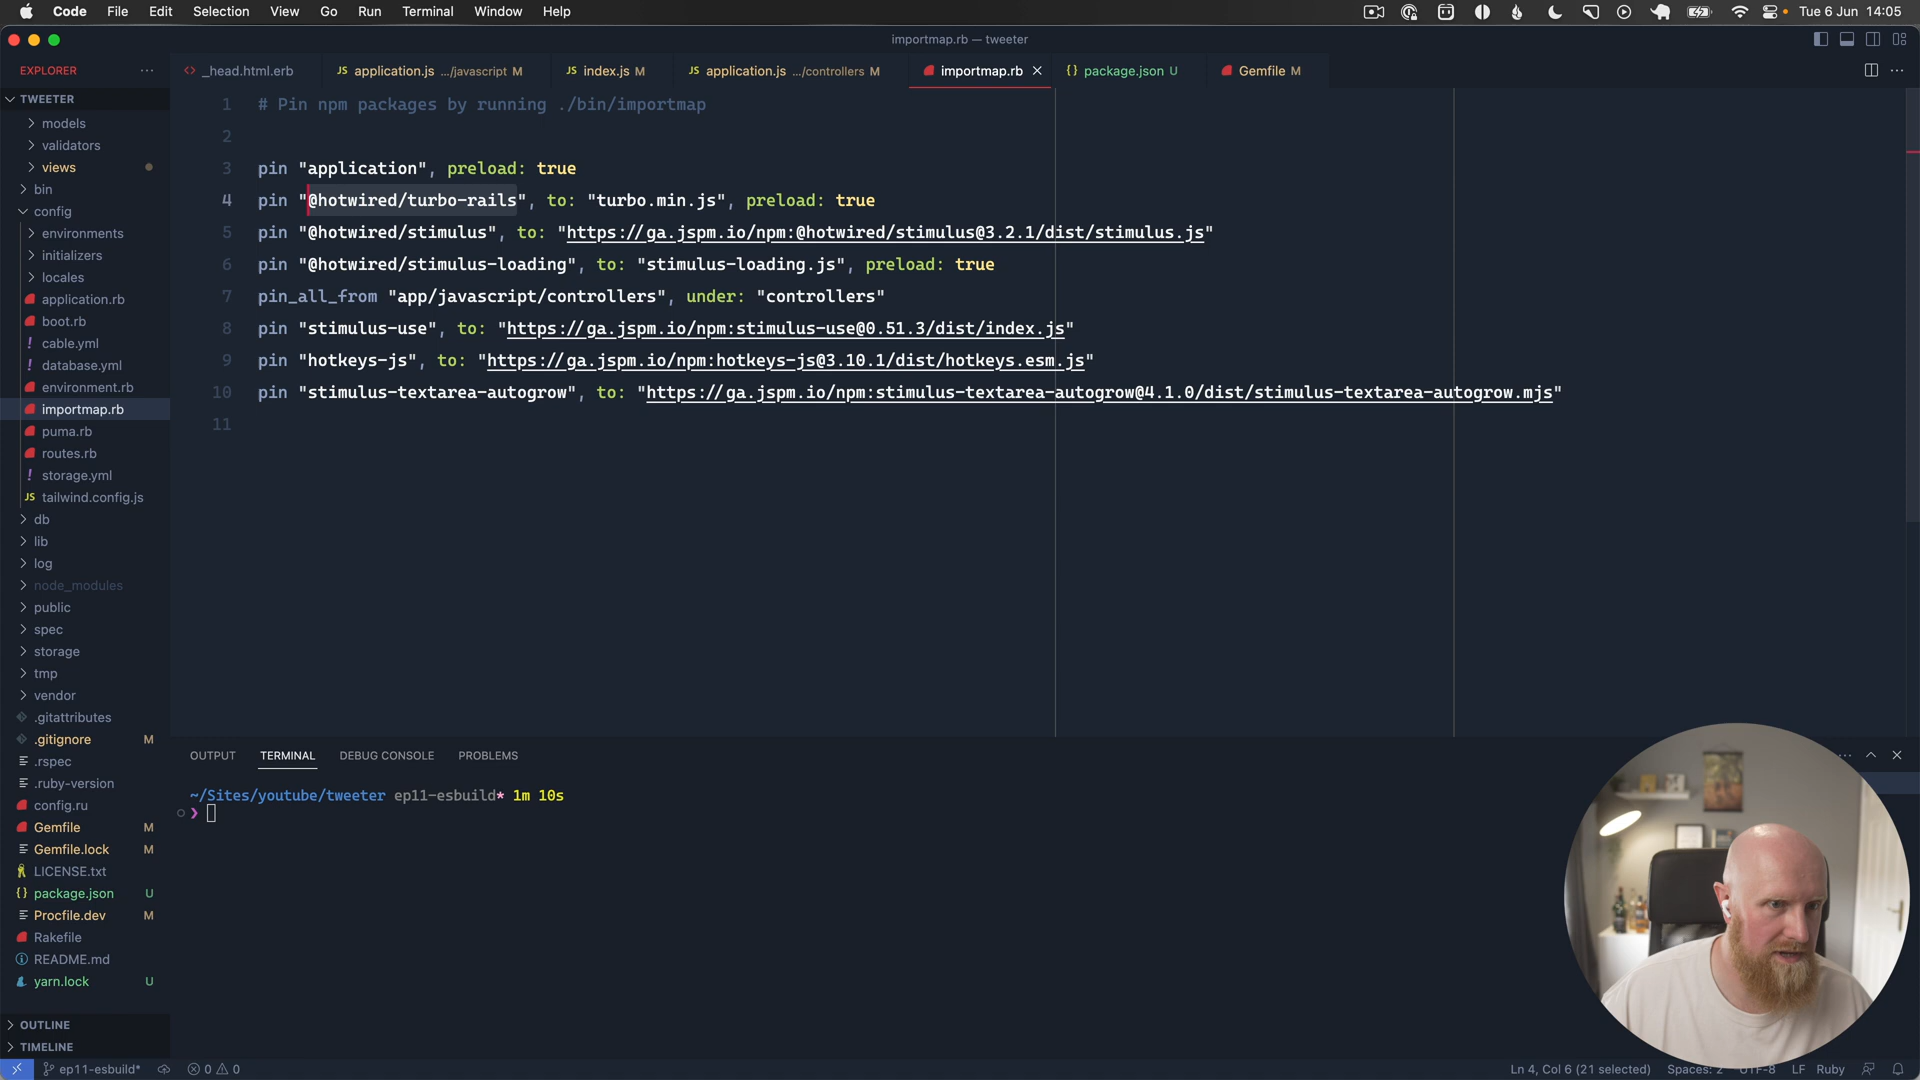 Code File Edit Selection View Go Run Terminal Window Help
Tue 6 Jun 14:05
importmap.rb — tweeter
EXPLORER
_head.html.erb
JS application.js .../javascript M
JS index.js M
JS application.js .../controllers M
importmap.rb
{} package.json U
Gemfile M
TWEETER
models
validators
views
bin
config
environments
initializers
locales
application.rb
boot.rb
! cable.yml
! database.yml
environment.rb
importmap.rb
puma.rb
routes.rb
! storage.yml
JS tailwind.config.js
db
lib
log
node_modules
public
spec
storage
tmp
vendor
.gitattributes
.gitignore M
.rspec
.ruby-version
config.ru
Gemfile M
Gemfile.lock M
LICENSE.txt
{} package.json U
Procfile.dev M
Rakefile
README.md
yarn.lock U
OUTLINE
TIMELINE
1 # Pin npm packages by running ./bin/importmap
2
3 pin "application", preload: true
4 pin "@hotwired/turbo-rails", to: "turbo.min.js", preload: true
5 pin "@hotwired/stimulus", to: "https://ga.jspm.io/npm:@hotwired/stimulus@3.2.1/dist/stimulus.js"
6 pin "@hotwired/stimulus-loading", to: "stimulus-loading.js", preload: true
7 pin_all_from "app/javascript/controllers", under: "controllers"
8 pin "stimulus-use", to: "https://ga.jspm.io/npm:stimulus-use@0.51.3/dist/index.js"
9 pin "hotkeys-js", to: "https://ga.jspm.io/npm:hotkeys-js@3.10.1/dist/hotkeys.esm.js"
10 pin "stimulus-textarea-autogrow", to: "https://ga.jspm.io/npm:stimulus-textarea-autogrow@4.1.0/dist/stimulus-textarea-autogrow.mjs"
11
OUTPUT TERMINAL DEBUG CONSOLE PROBLEMS
~/Sites/youtube/tweeter ep11-esbuild* 1m 10s
❯
ep11-esbuild* 0 0
Ln 4, Col 6 (21 selected) Spaces: 2 UTF-8 LF Ruby